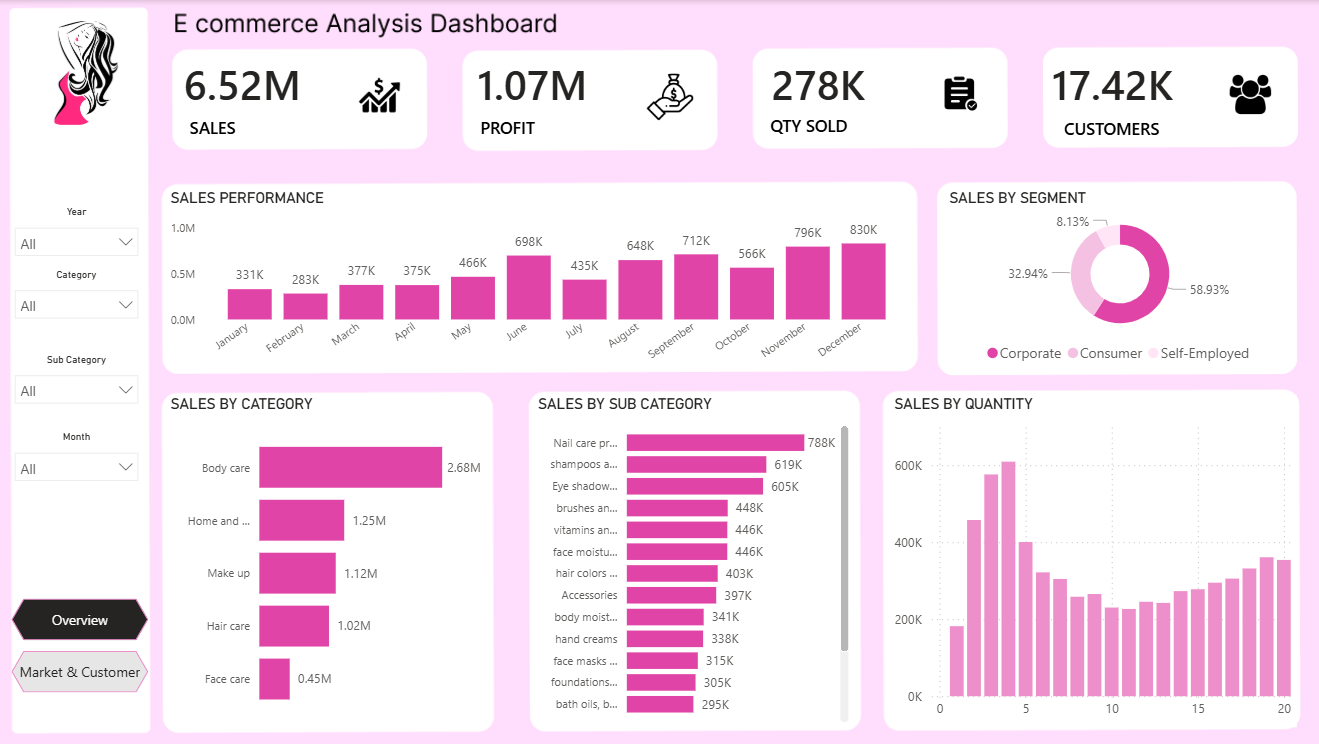 E commerce Analysis Dashboard
6.52M
SALES
1.07M
PROFIT
278K
QTY SOLD
17.42K
CUSTOMERS
Year
All
Category
All
Sub Category
All
Month
All
Overview
Market & Customer
SALES PERFORMANCE
1.0M
0.5M
0.0M
331K
283K
377K
375K
466K
698K
435K
648K
712K
566K
796K
830K
January
February
March
April
May
June
July
August
September
October
November
December
SALES BY SEGMENT
8.13%
32.94%
58.93%
Corporate Consumer Self-Employed
SALES BY CATEGORY
Body care 2.68M
Home and ... 1.25M
Make up 1.12M
Hair care 1.02M
Face care 0.45M
SALES BY SUB CATEGORY
Nail care pr... 788K
shampoos a... 619K
Eye shadow... 605K
brushes an... 448K
vitamins an... 446K
face moistu... 446K
hair colors ... 403K
Accessories 397K
body moist... 341K
hand creams 338K
face masks ... 315K
foundations... 305K
bath oils, b... 295K
SALES BY QUANTITY
600K
400K
200K
0K
0 5 10 15 20